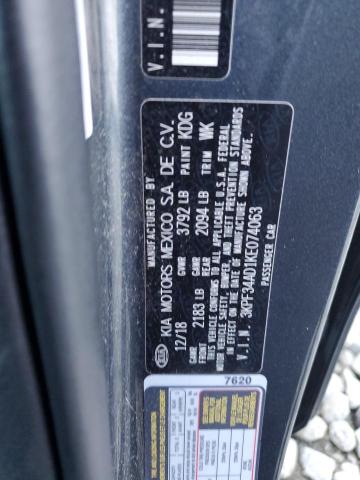 V.I.N.
MANUFACTURED BY
KIA MOTORS MEXICO S.A. DE C.V.
12/18 GVWR 3792 LB PAINT KDG
GAWR FRONT 2183 LB GAWR REAR 2094 LB TRIM WK
THIS VEHICLE CONFORMS TO ALL APPLICABLE U.S.A. FEDERAL
MOTOR VEHICLE SAFETY, BUMPER, AND THEFT PREVENTION STANDARDS
IN EFFECT ON THE DATE OF MANUFACTURE SHOWN ABOVE.
V.I.N.: 3KPF34AD1KE074063
PASSENGER CAR
KIA
7620